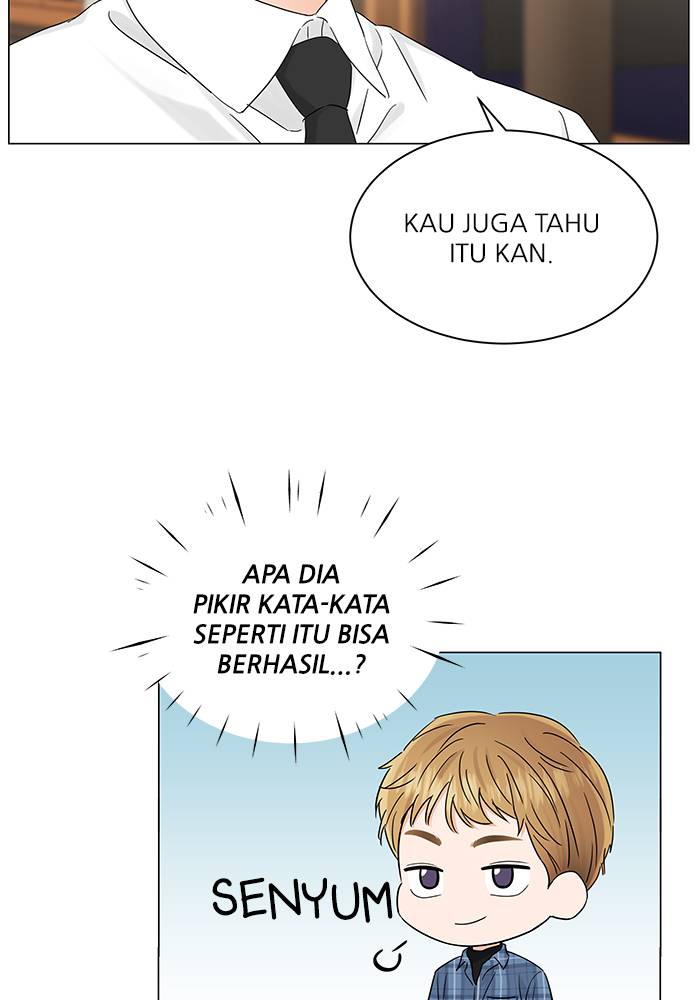 KAU JUGA TAHU
ITU KAN.
APA DIA
PIKIR KATA-KATA
SEPERTI ITU BISA
BERHASIL...?
SENYUM